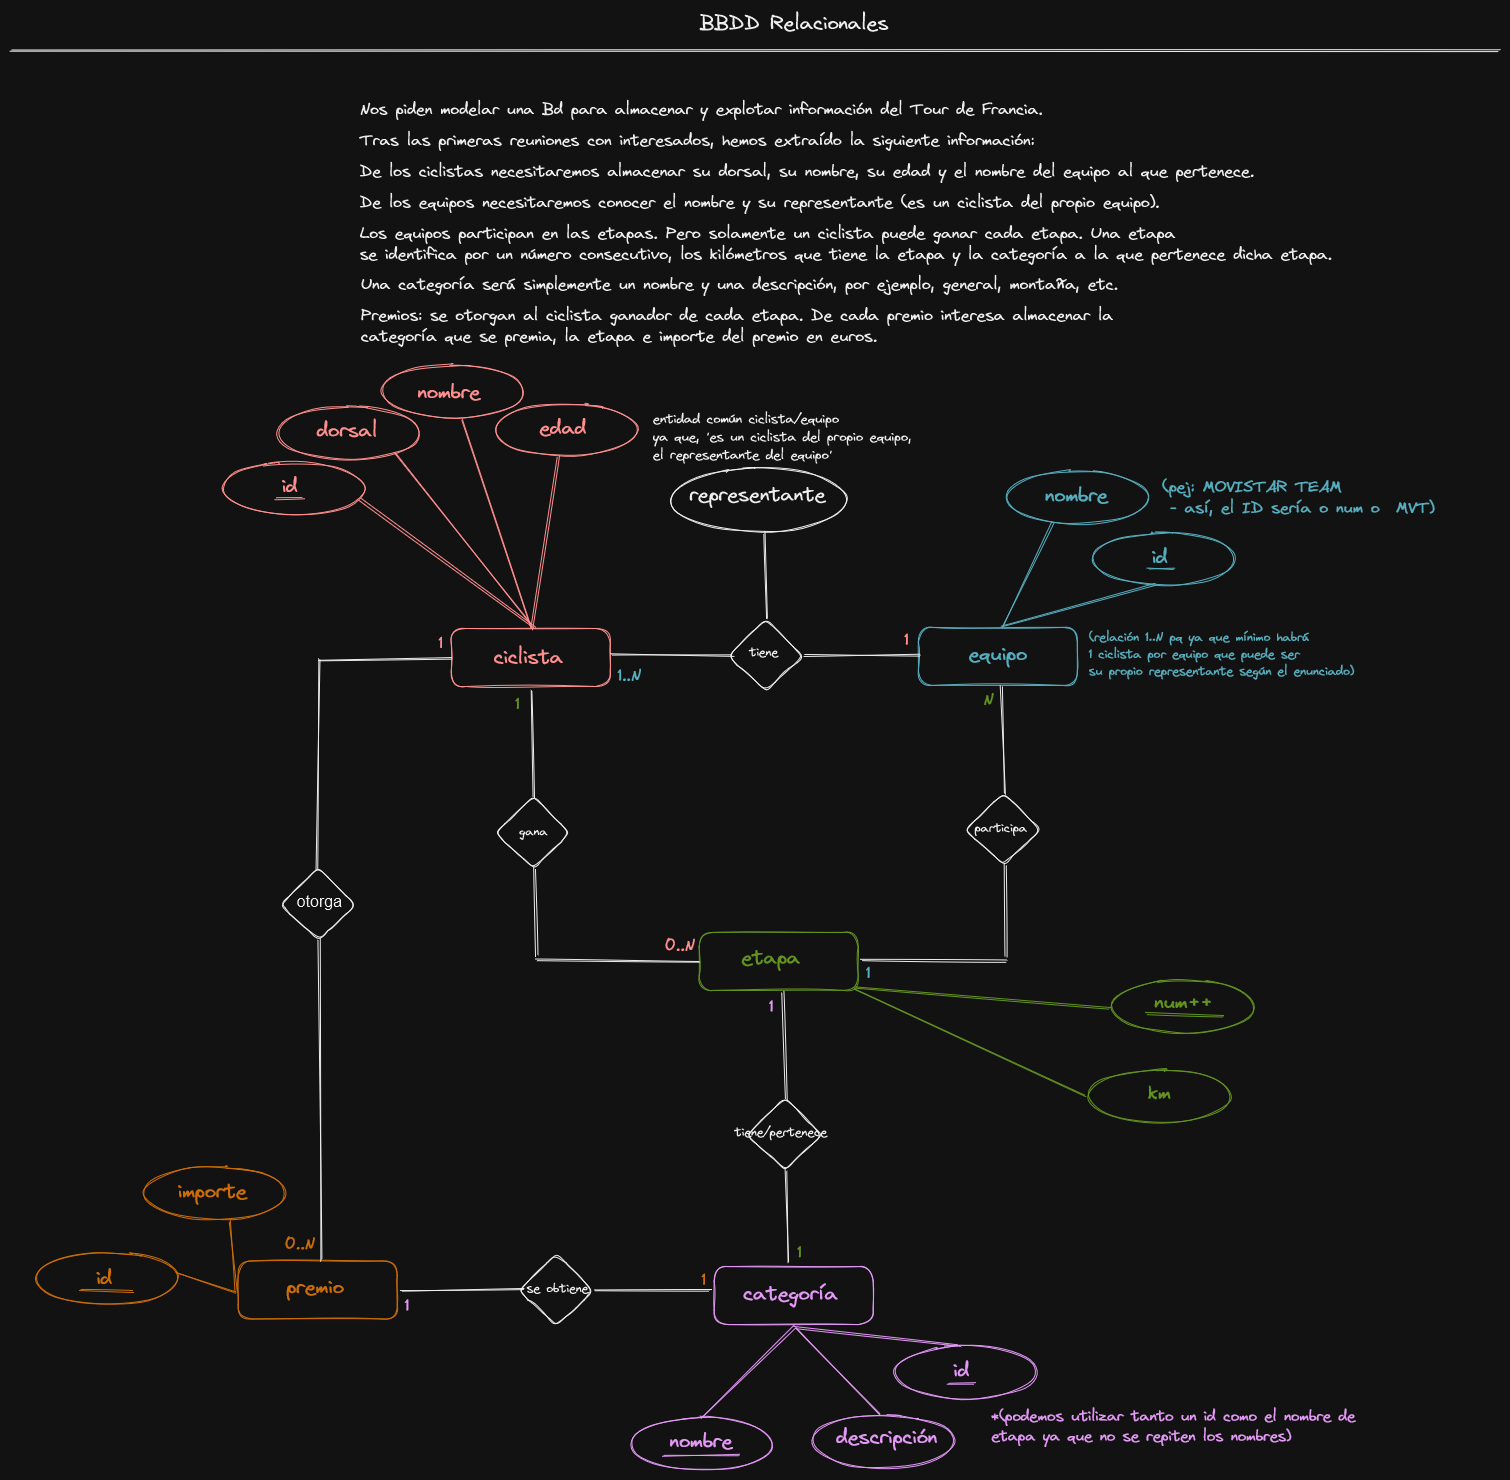 BBDD Relacionales
Nos piden modelar una Bd para almacenar y explotar información del Tour de Francia.
Tras las primeras reuniones con interesados, hemos extraído la siguiente información:
De los ciclistas necesitaremos almacenar su dorsal, su nombre, su edad y el nombre del equipo al que pertenece.
De los equipos necesitaremos conocer el nombre y su representante (es un ciclista del propio equipo).
Los equipos participan en las etapas. Pero solamente un ciclista puede ganar cada etapa. Una etapa
se identifica por un número consecutivo, los kilómetros que tiene la etapa y la categoría a la que pertenece dicha etapa.
Una categoría será simplemente un nombre y una descripción, por ejemplo, general, montaña, etc.
Premios: se otorgan al ciclista ganador de cada etapa. De cada premio interesa almacenar la
categoría que se premia, la etapa e importe del premio en euros.
nombre
dorsal
edad
id
entidad común ciclista/equipo
ya que, 'es un ciclista del propio equipo,
el representante del equipo'
representante
nombre
(pej: MOVISTAR TEAM
- así, el ID sería o num o MVT)
id
1
ciclista
1..N
tiene
1
equipo
(relación 1..N pq ya que mínimo habrá
1 ciclista por equipo que puede ser
su propio representante según el enunciado)
1
N
gana
participa
otorga
0..N
etapa
1
1
num++
km
tiene/pertenece
importe
0..N
id
premio
1
se obtiene
1
1
categoría
id
nombre
descripción
*(podemos utilizar tanto un id como el nombre de
etapa ya que no se repiten los nombres)